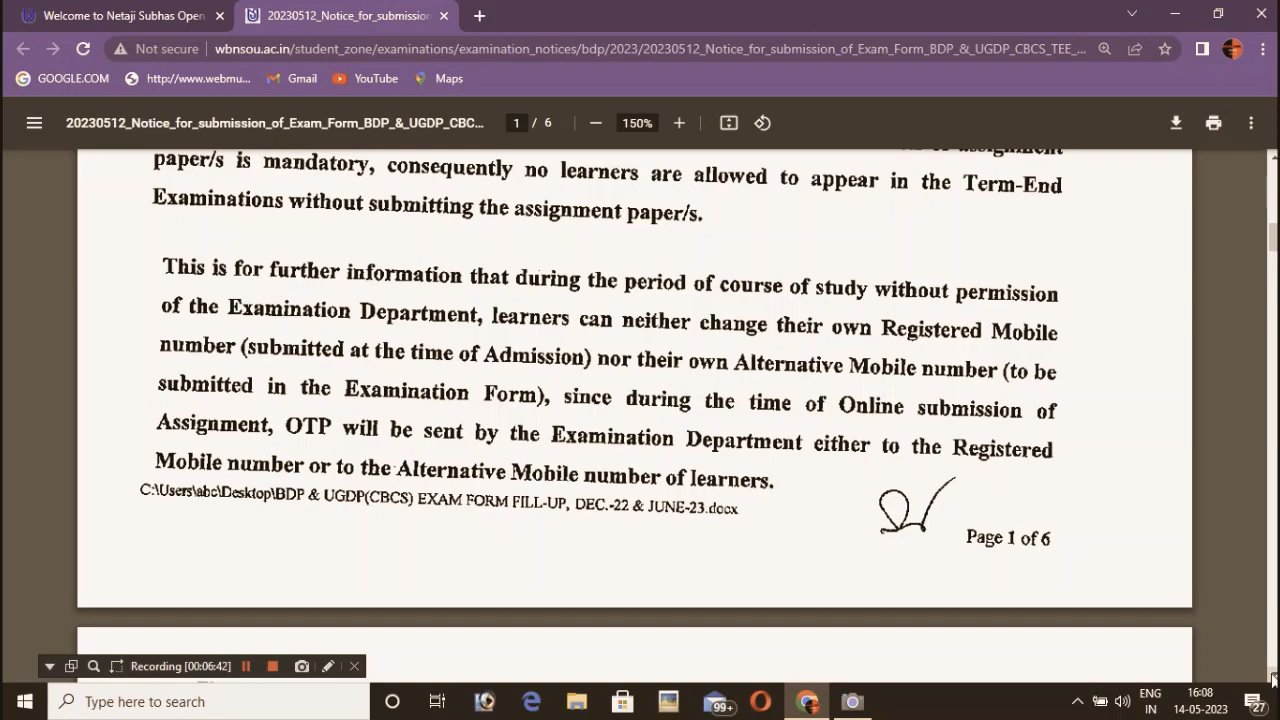 Welcome to Netaji Subhas Open
20230512_Notice_for_submission
Not secure
wbnsou.ac.in/student_zone/examinations/examination_notices/bdp/2023/20230512_Notice_for_submission_of_Exam_Form_BDP_&_UGDP_CBCS_TEE_...
GOOGLE.COM
http://www.webmu...
Gmail
YouTube
Maps
20230512_Notice_for_submission_of_Exam_Form_BDP_&_UGDP_CBC...
1 / 6
150%
assignment
paper/s is mandatory, consequently no learners are allowed to appear in the Term-End
Examinations without submitting the assignment paper/s.
This is for further information that during the period of course of study without permission
of the Examination Department, learners can neither change their own Registered Mobile
number (submitted at the time of Admission) nor their own Alternative Mobile number (to be
submitted in the Examination Form), since during the time of Online submission of
Assignment, OTP will be sent by the Examination Department either to the Registered
Mobile number or to the Alternative Mobile number of learners.
C:\Users\abc\Desktop\BDP & UGDP(CBCS) EXAM FORM FILL-UP, DEC.-22 & JUNE-23.docx
Page 1 of 6
Recording [00:06:42]
Type here to search
99+
ENG
IN
16:08
14-05-2023
27